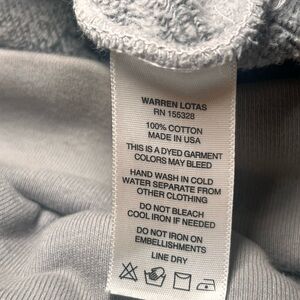 WARREN LOTAS
RN 155328
100% COTTON
MADE IN USA
THIS IS A DYED GARMENT
COLORS MAY BLEED
HAND WASH IN COLD
WATER SEPARATE FROM
OTHER CLOTHING
DO NOT BLEACH
COOL IRON IF NEEDED
DO NOT IRON ON
EMBELLISHMENTS
LINE DRY